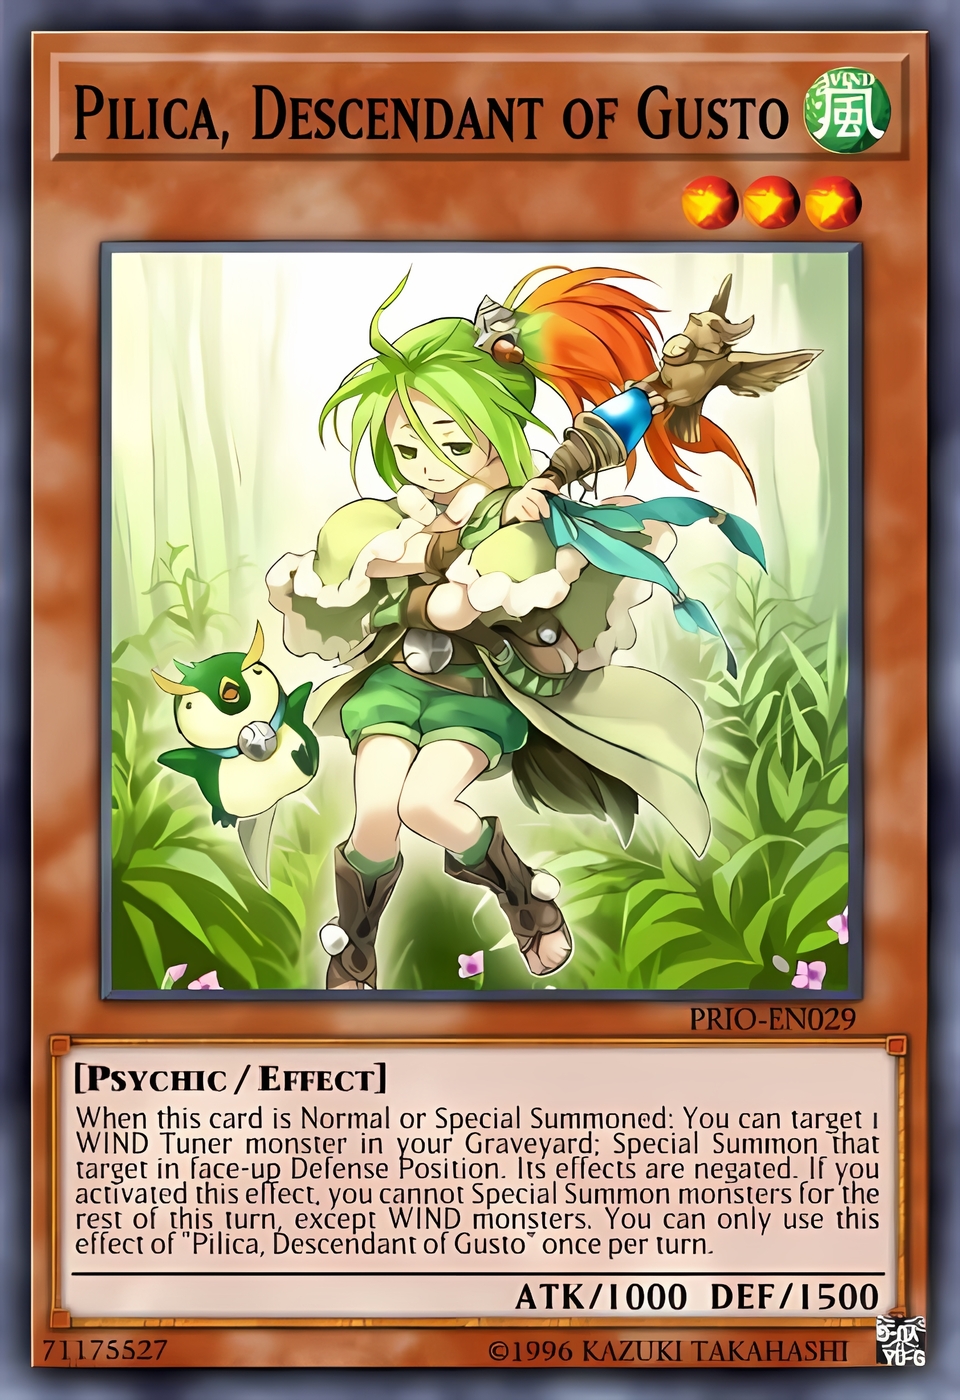 PILICA, DESCENDANT OF GUSTO
WIND
風
PRIO-EN029
[PSYCHIC / EFFECT]
When this card is Normal or Special Summoned: You can target 1
WIND Tuner monster in your Graveyard; Special Summon that
target in face-up Defense Position. Its effects are negated. If you
activated this effect, you cannot Special Summon monsters for the
rest of this turn, except WIND monsters. You can only use this
effect of "Pilica, Descendant of Gusto" once per turn.
ATK/1000 DEF/1500
71175527
©1996 KAZUKI TAKAHASHI